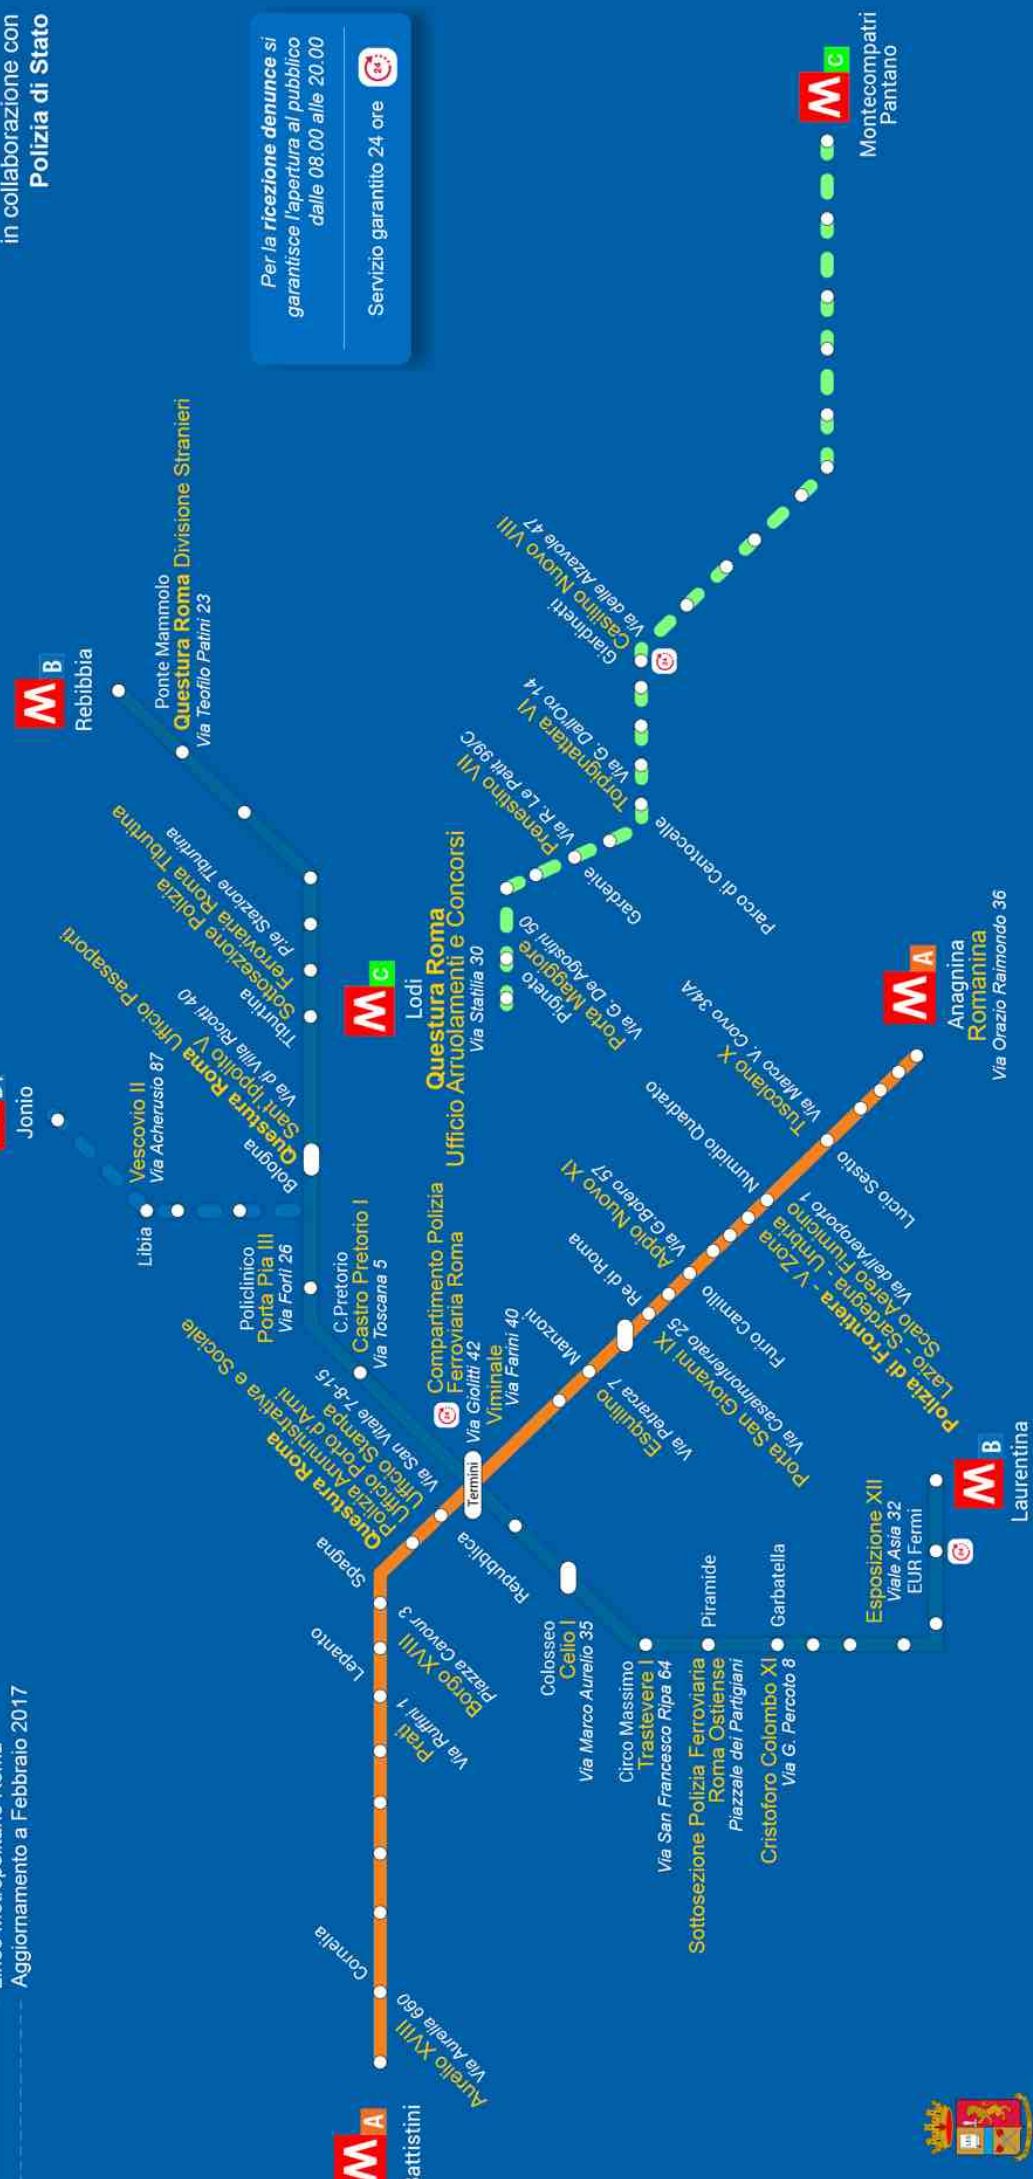 Aggiornamento a Febbraio 2017
in collaborazione con
Polizia di Stato
Per la ricezione denunce si
garantisce l'apertura al pubblico
dalle 08.00 alle 20.00
Servizio garantito 24 ore
24
M A
attistini
Aurelio XVIII
Via Aurelia 660
Cornelia
Lepanto
Prati
Via Ruffini 1
Borgo XVIII
Piazza Cavour 3
Spagna
Questura Roma
Polizia Amministrativa e Sociale
Ufficio Porto d'Armi
Ufficio Stampa
Via San Vitale 7-8-15
Repubblica
Termini
24
Compartimento Polizia
Ferroviaria Roma
Via Giolitti 42
Viminale
Via Farini 40
Manzoni
Esquilino
Via Petrarca 7
Re di Roma
Porta San Giovanni IX
Via Casalmonferrato 25
Appio Nuovo XI
Via G.Botero 57
Furio Camillo
Numidio Quadrato
Polizia di Frontiera - V Zona
Lazio - Sardegna - Umbria
Scalo Aereo Fiumicino
Via dell'Aeroporto 1
Tuscolano X
Via Marco V. Corvo 34/A
Lucio Sestio
M A
Anagnina
Romanina
Via Orazio Raimondo 36
Jonio
Vescovio II
Via Acherusio 87
Libia
M B
Rebibbia
Ponte Mammolo
Questura Roma Divisione Stranieri
Via Teofilo Patini 23
Sottosezione Polizia
Ferroviaria Roma Tiburtina
P.le Stazione Tiburtina
Tiburtina
Questura Roma Ufficio Passaporti
Sant'Ippolito V
Via di Villa Ricotti 40
Bologna
Policlinico
Porta Pia III
Via Forlì 26
C.Pretorio
Castro Pretorio I
Via Toscana 5
Colosseo
Celio I
Via Marco Aurelio 35
Circo Massimo
Trastevere I
Via San Francesco Ripa 64
Piramide
Sottosezione Polizia Ferroviaria
Roma Ostiense
Piazzale dei Partigiani
Garbatella
Cristoforo Colombo XI
Via G. Percoto 8
Esposizione XII
Viale Asia 32
EUR Fermi
24
M B
Laurentina
M C
Lodi
Questura Roma
Ufficio Arruolamenti e Concorsi
Via Statilia 30
Pigneto
Porta Maggiore
Via G. De Agostini 50
Prenestino VII
Via R. Le Petit 99/C
Gardenie
Torpignattara VI
Via G. Dall'Oro 14
Parco di Centocelle
Giardinetti
Casilino Nuovo VIII
Via delle Alzavole 47
24
M C
Montecompatri
Pantano